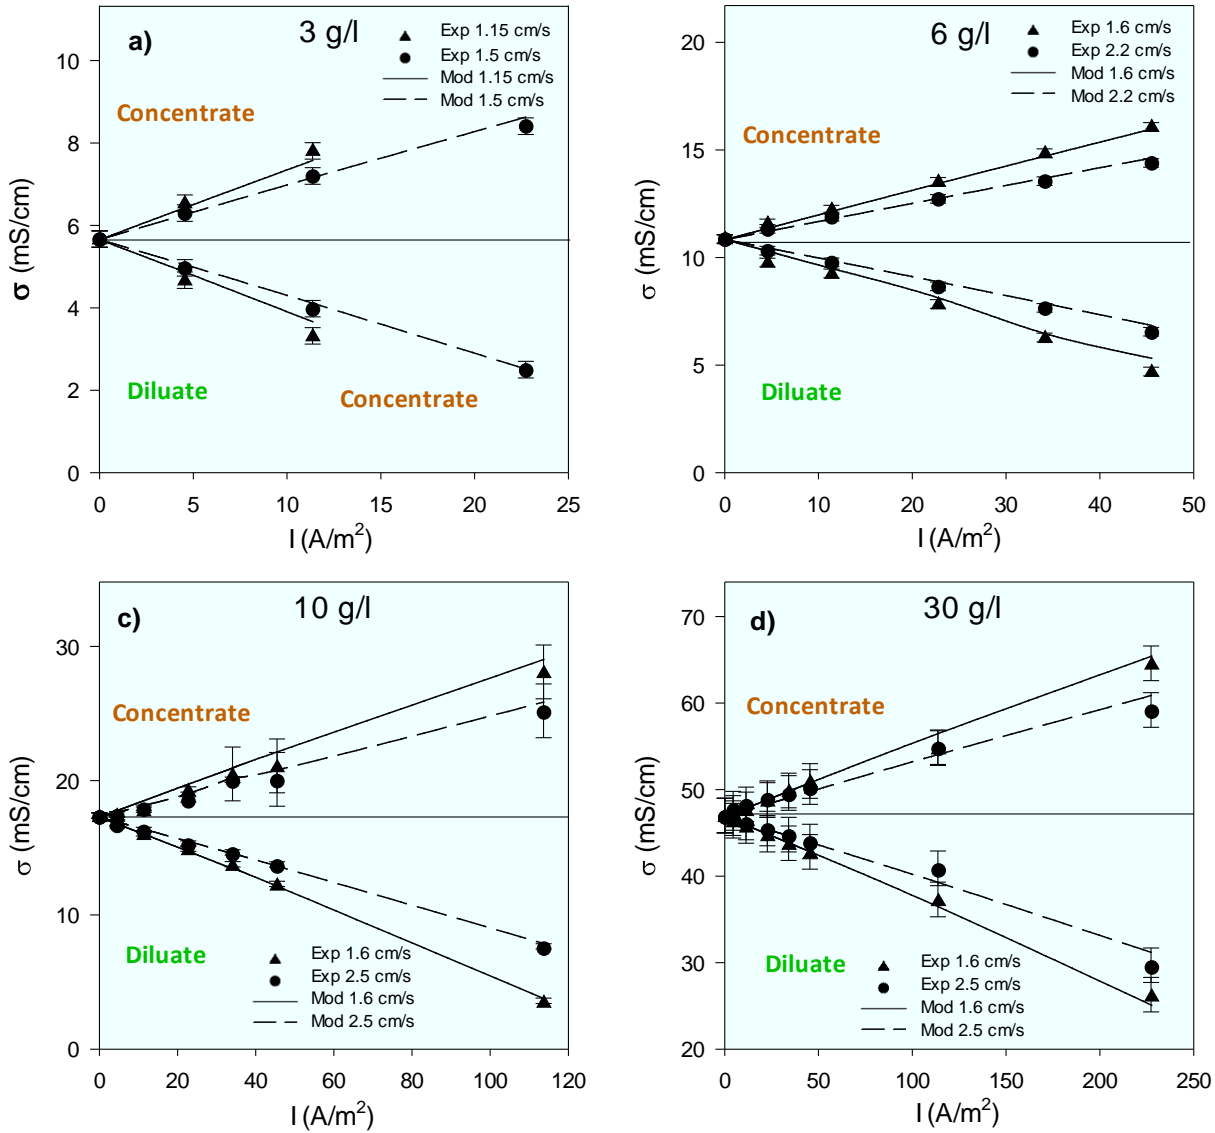 a)
3 g/l
Exp 1.15 cm/s
Exp 1.5 cm/s
Mod 1.15 cm/s
Mod 1.5 cm/s
Concentrate
Diluate
Concentrate
10
8
6
4
2
0
σ (mS/cm)
0 5 10 15 20 25
I (A/m²)
6 g/l
Exp 1.6 cm/s
Exp 2.2 cm/s
Mod 1.6 cm/s
Mod 2.2 cm/s
Concentrate
Diluate
20
15
10
5
0
σ (mS/cm)
0 10 20 30 40 50
I (A/m²)
c)
10 g/l
Concentrate
Diluate
Exp 1.6 cm/s
Exp 2.5 cm/s
Mod 1.6 cm/s
Mod 2.5 cm/s
30
20
10
0
σ (mS/cm)
0 20 40 60 80 100 120
I (A/m²)
d)
30 g/l
Concentrate
Diluate
Exp 1.6 cm/s
Exp 2.5 cm/s
Mod 1.6 cm/s
Mod 2.5 cm/s
70
60
50
40
30
20
σ (mS/cm)
0 50 100 150 200 250
I (A/m²)